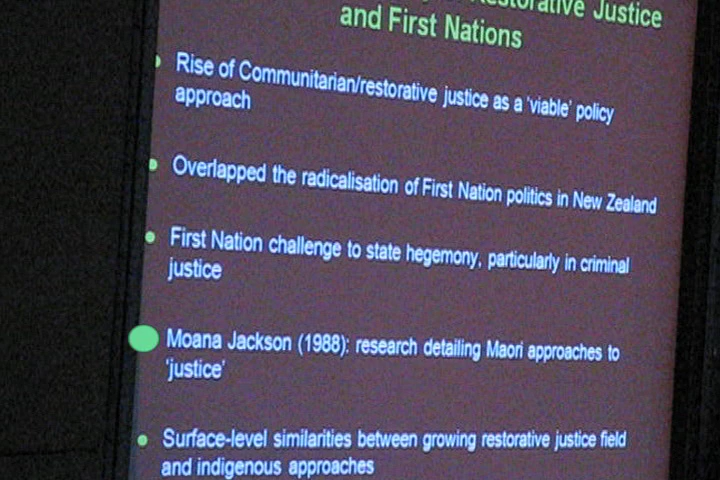 Restorative Justice
and First Nations
Rise of Communitarian/restorative justice as a 'viable' policy
approach
Overlapped the radicalisation of First Nation politics in New Zealand
First Nation challenge to state hegemony, particularly in criminal
justice
Moana Jackson (1988): research detailing Maori approaches to
'justice'
Surface-level similarities between growing restorative justice field
and indigenous approaches